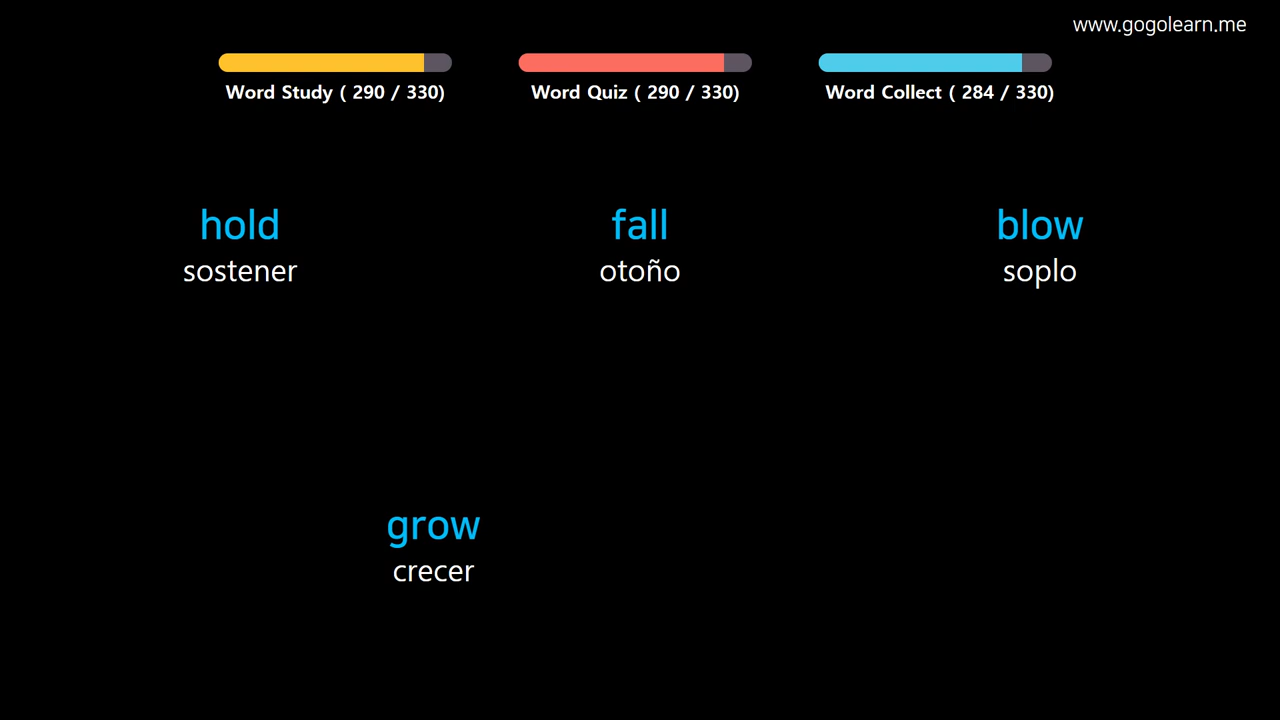 www.gogolearn.me
Word Study ( 290 / 330)
Word Quiz ( 290 / 330)
Word Collect ( 284 / 330)
hold
sostener
fall
otoño
blow
soplo
grow
crecer